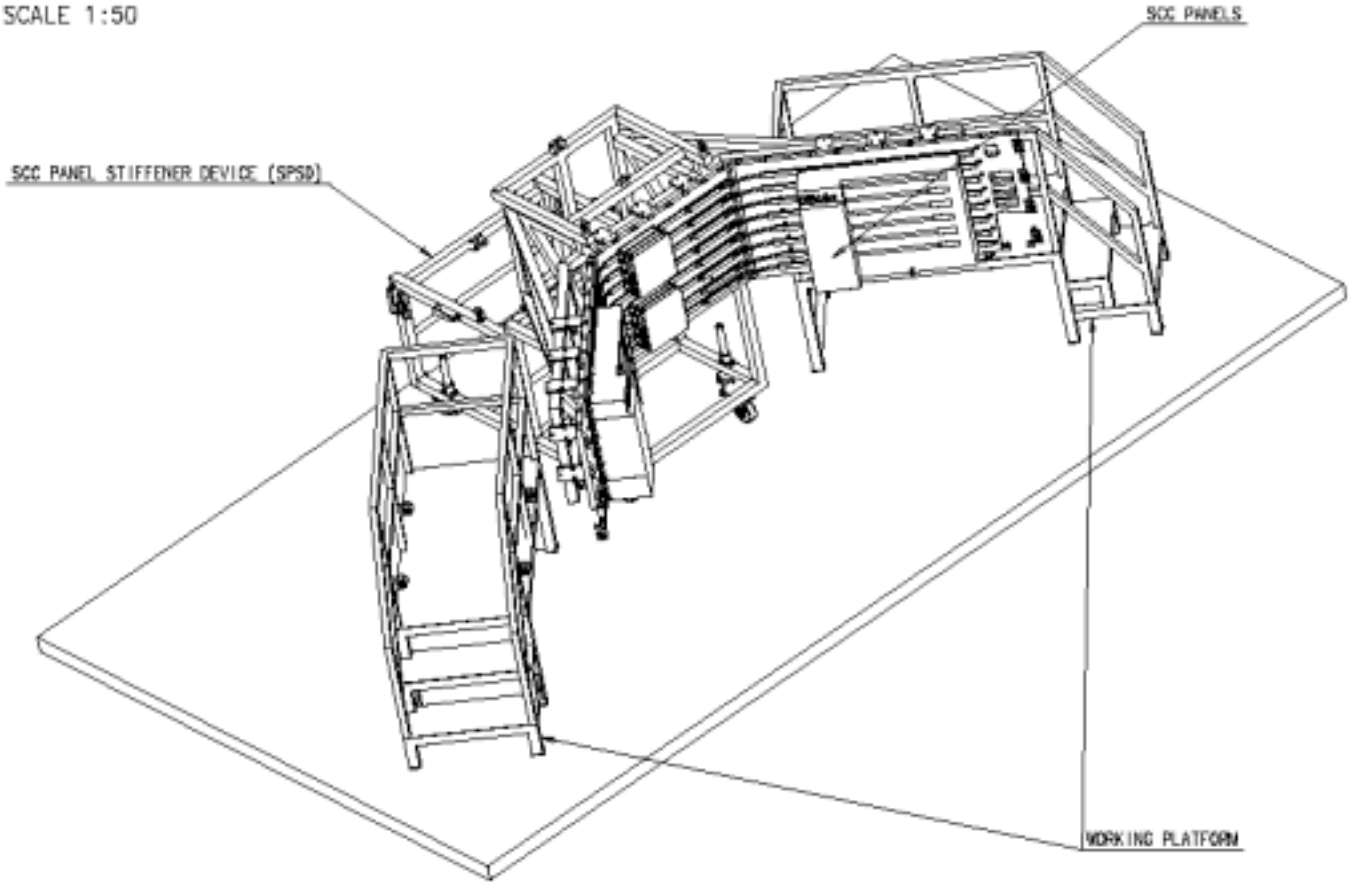 SCALE 1:50
SCC PANELS
SCC PANEL STIFFENER DEVICE (SPSD)
WORKING PLATFORM